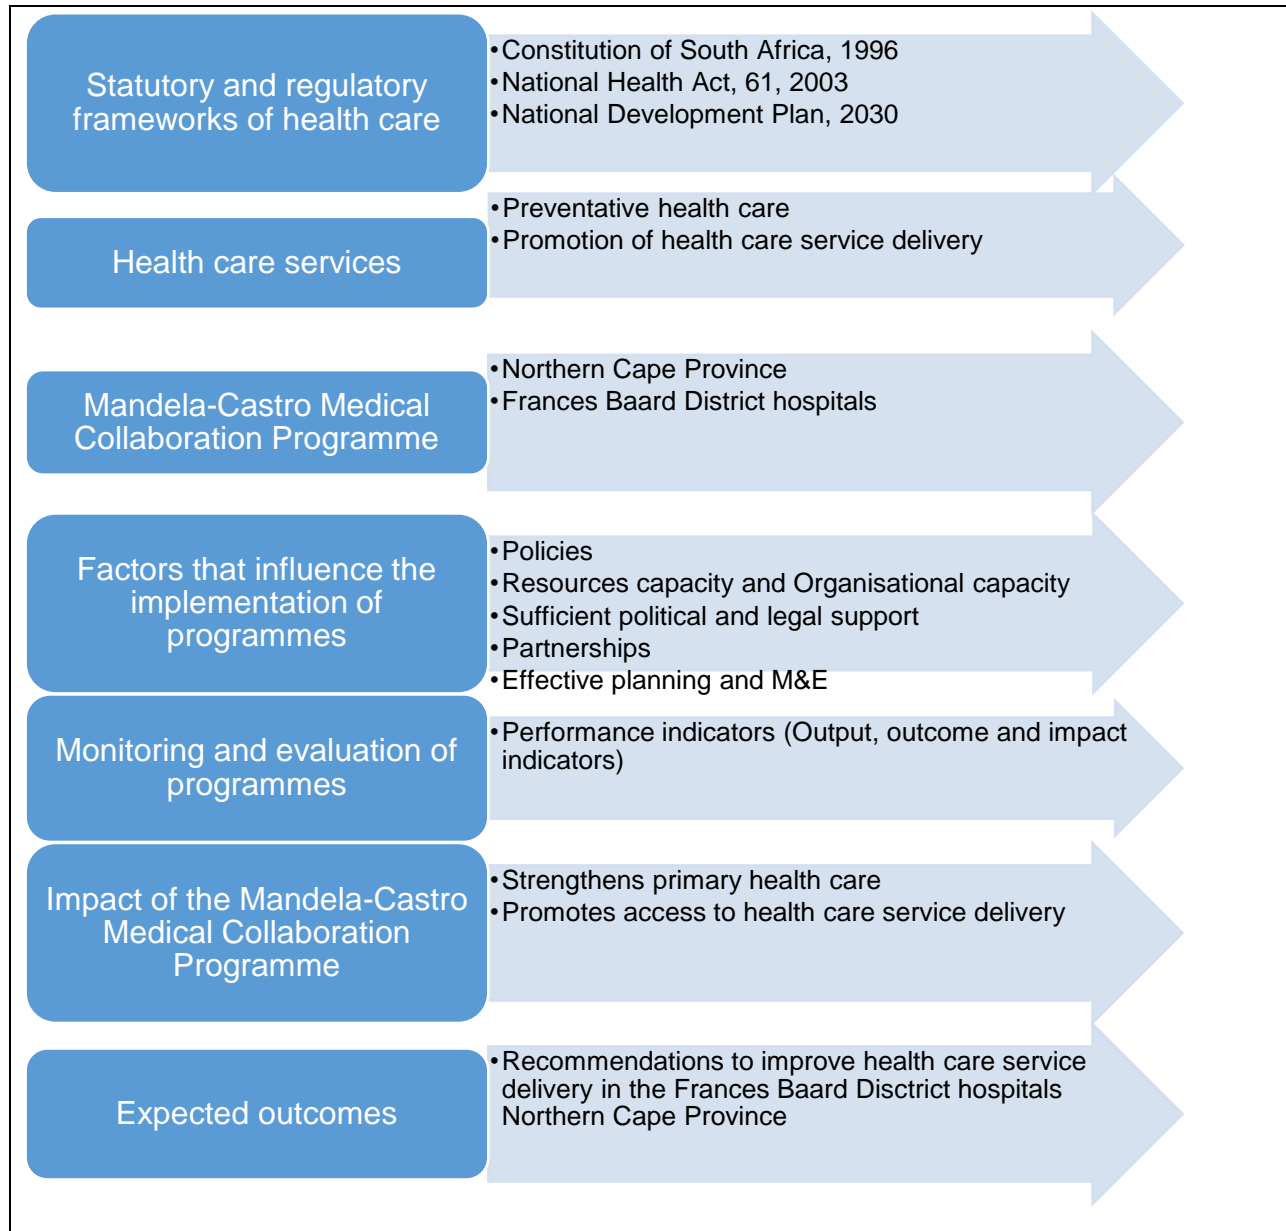 Statutory and regulatory
frameworks of health care
•Constitution of South Africa, 1996
•National Health Act, 61, 2003
•National Development Plan, 2030
Health care services
•Preventative health care
•Promotion of health care service delivery
Mandela-Castro Medical
Collaboration Programme
•Northern Cape Province
•Frances Baard District hospitals
Factors that influence the
implementation of
programmes
•Policies
•Resources capacity and Organisational capacity
•Sufficient political and legal support
•Partnerships
•Effective planning and M&E
Monitoring and evaluation of
programmes
•Performance indicators (Output, outcome and impact
indicators)
Impact of the Mandela-Castro
Medical Collaboration
Programme
•Strengthens primary health care
•Promotes access to health care service delivery
Expected outcomes
•Recommendations to improve health care service
delivery in the Frances Baard Disctrict hospitals
Northern Cape Province